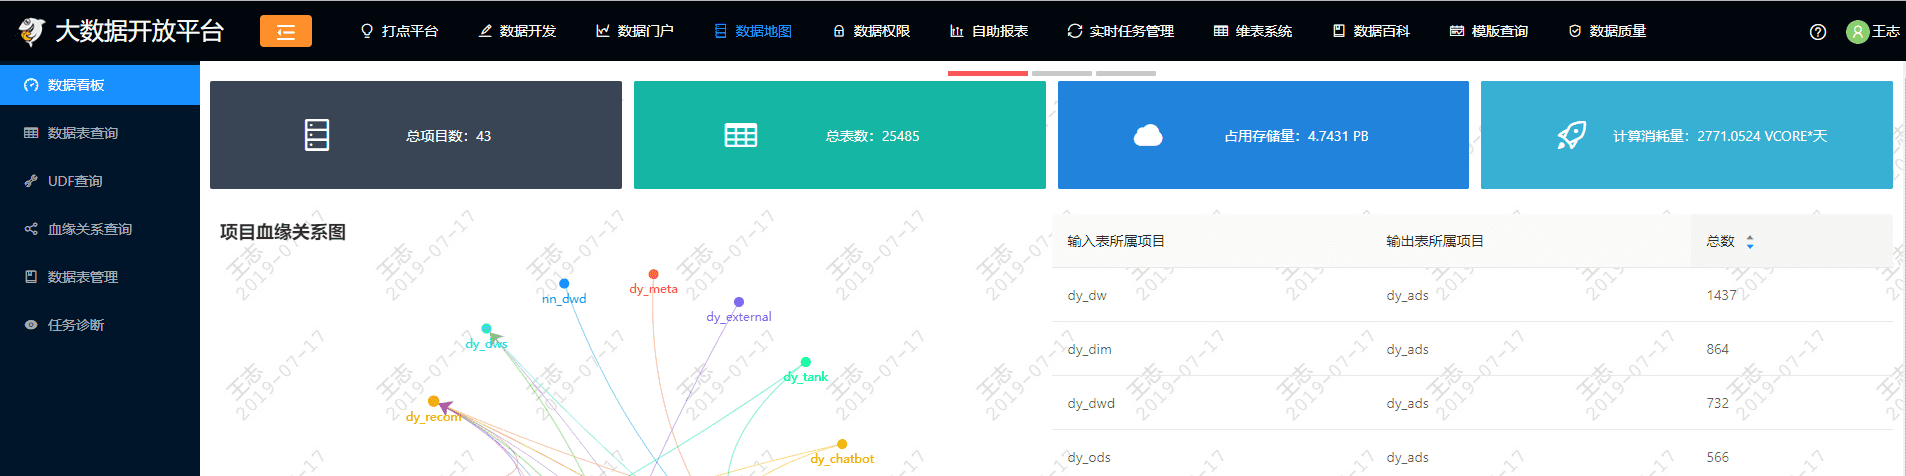 大数据开放平台
打点平台
数据开发
数据门户
数据地图
数据权限
自助报表
实时任务管理
维表系统
数据百科
模版查询
数据质量
王志
数据看板
数据表查询
UDF查询
血缘关系查询
数据表管理
任务诊断
总项目数：43
总表数：25485
占用存储量：4.7431 PB
计算消耗量：2771.0524 VCORE*天
项目血缘关系图
dy_meta
nn_dwd
dy_external
dy_dws
dy_tank
dy_recom
dy_chatbot
输入表所属项目 输出表所属项目 总数
dy_dw dy_ads 1437
dy_dim dy_ads 864
dy_dwd dy_ads 732
dy_ods dy_ads 566
王志
2019-07-17